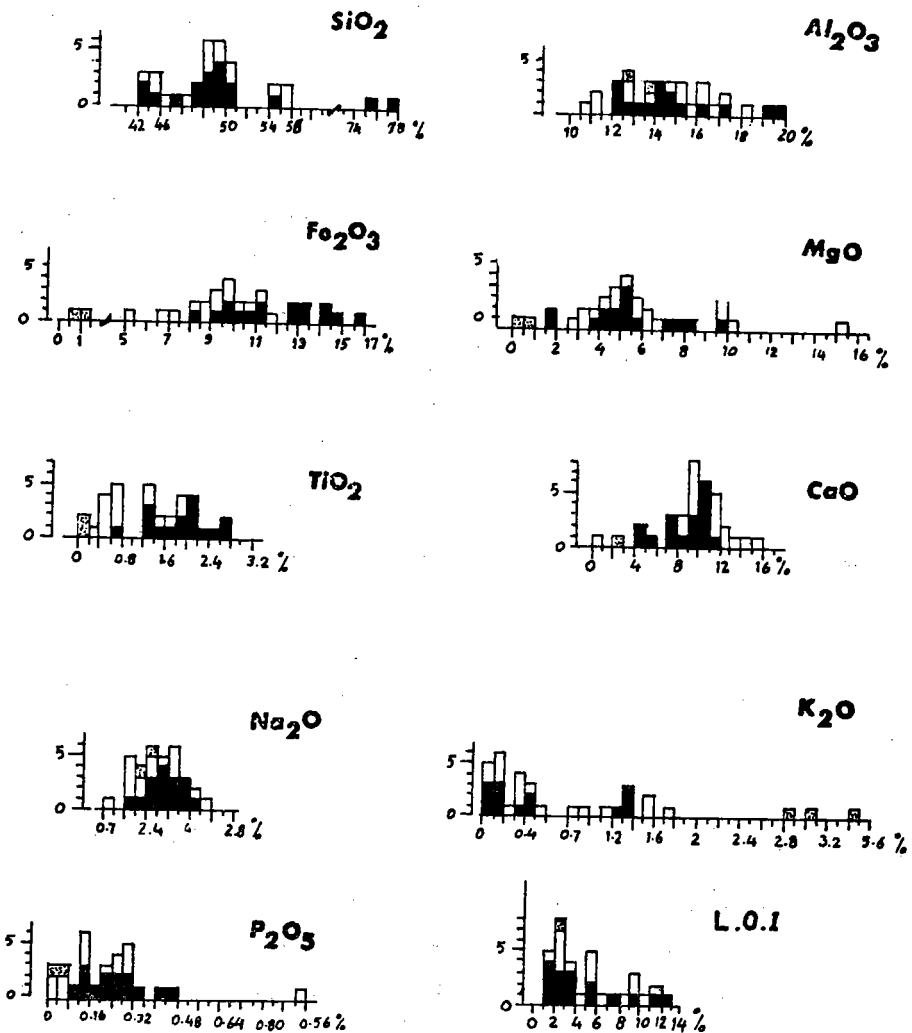 SiO2
5
0
42 46 50 54 58 74 78 %
Al2O3
5
0
10 12 14 16 18 20 %
Fe2O3
5
0
0 1 5 7 9 11 13 15 17 %
MgO
5
0
0 2 4 6 8 10 12 14 16 %
TiO2
5
0
0 0.8 1.6 2.4 3.2 %
CaO
5
0
0 4 8 12 16 %
Na2O
5
0
0.7 2.4 4 2.8 %
K2O
5
0
0 0.4 0.7 1.2 1.6 2 2.4 2.8 3.2 5.6 %
P2O5
5
0
0 0.16 0.32 0.48 0.64 0.80 0.56 %
L.O.I
5
0
0 2 4 6 8 10 12 14 %